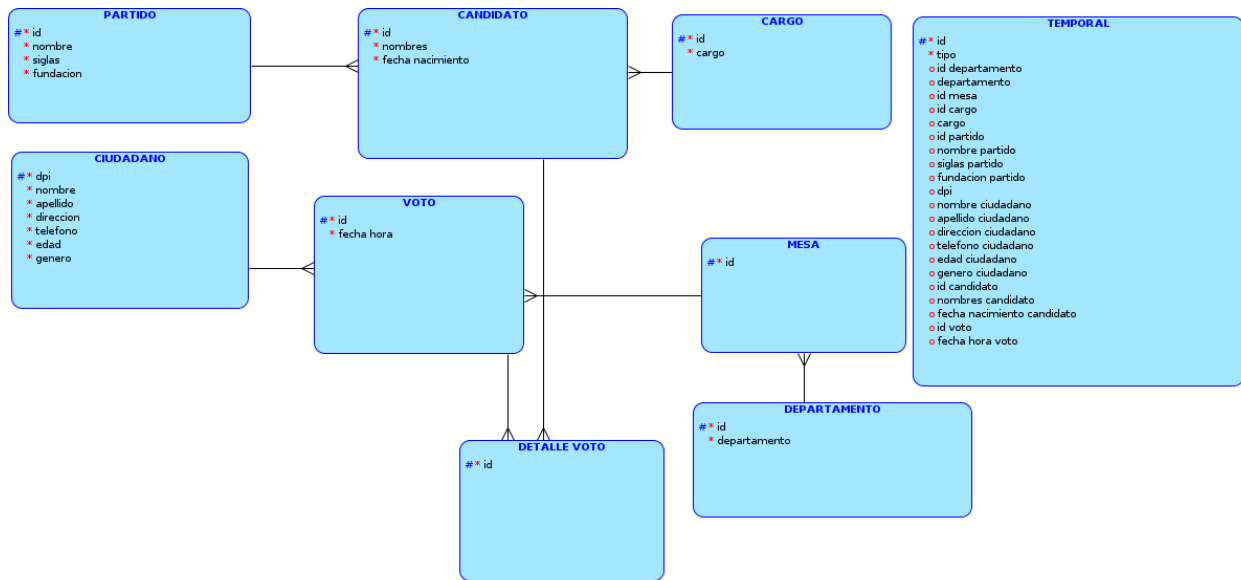 PARTIDO
#* id
* nombre
* siglas
* fundacion
CANDIDATO
#* id
* nombres
* fecha nacimiento
CARGO
#* id
* cargo
TEMPORAL
#* id
* tipo
o id departamento
o departamento
o id mesa
o id cargo
o cargo
o id partido
o nombre partido
o siglas partido
o fundacion partido
o dpi
o nombre ciudadano
o apellido ciudadano
o direccion ciudadano
o telefono ciudadano
o edad ciudadano
o genero ciudadano
o id candidato
o nombres candidato
o fecha nacimiento candidato
o id voto
o fecha hora voto
CIUDADANO
#* dpi
* nombre
* apellido
* direccion
* telefono
* edad
* genero
VOTO
#* id
* fecha hora
MESA
#* id
DEPARTAMENTO
#* id
* departamento
DETALLE VOTO
#* id